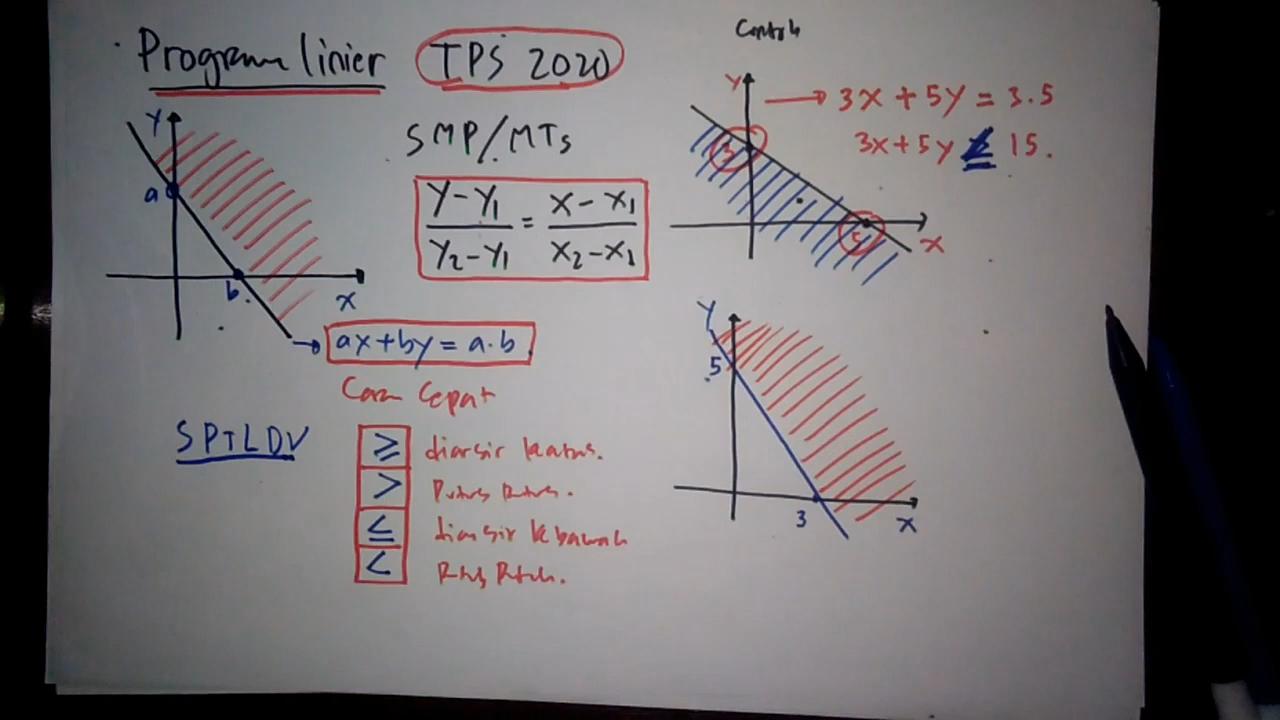 Program linier TPS 2020
SMP/MTs
Y
a
b
X
Y-Y1 / Y2-Y1 = X-X1 / X2-X1
ax+by = a.b
Cara Cepat
SPtLDV
≥ diarsir keatas.
> Putus Putus.
≤ diarsir kebawah
< Putus Putus.
Contoh
Y
3
5
X
3X+5Y = 3.5
3X+5Y ≤ 15.
Y
5
3
X